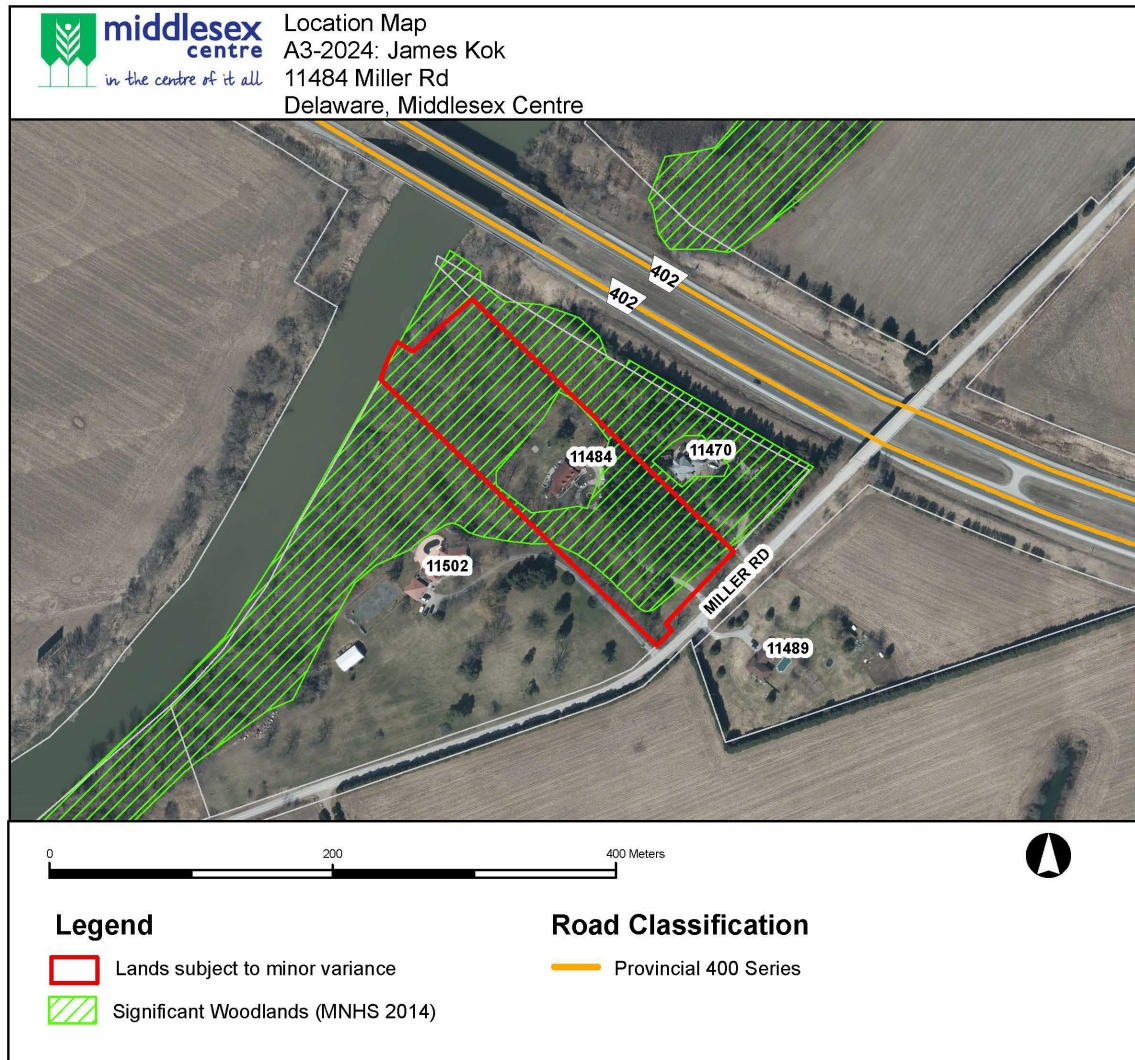 middlesex
centre
in the centre of it all
Location Map
A3-2024: James Kok
11484 Miller Rd
Delaware, Middlesex Centre
402
402
11484
11470
11502
MILLER RD
11489
0
200
400 Meters
Legend
Road Classification
Lands subject to minor variance
Provincial 400 Series
Significant Woodlands (MNHS 2014)